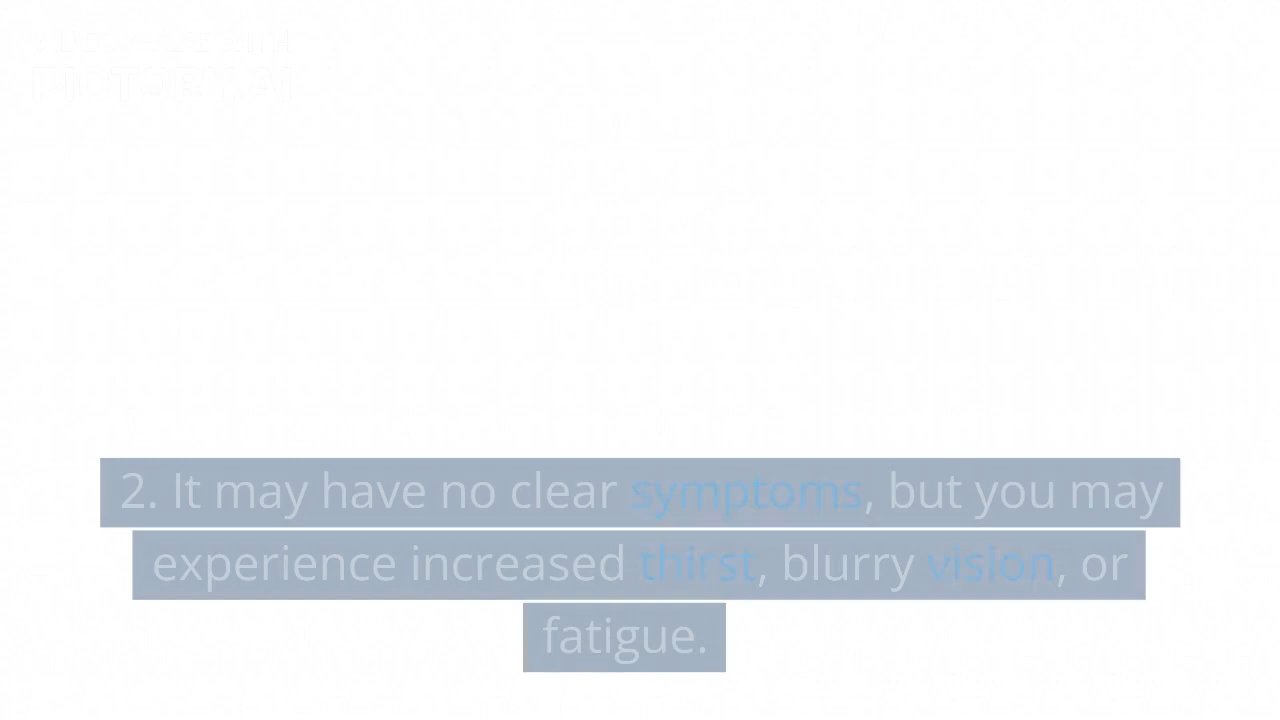 2. It may have no clear symptoms, but you may
experience increased thirst, blurry vision, or
fatigue.